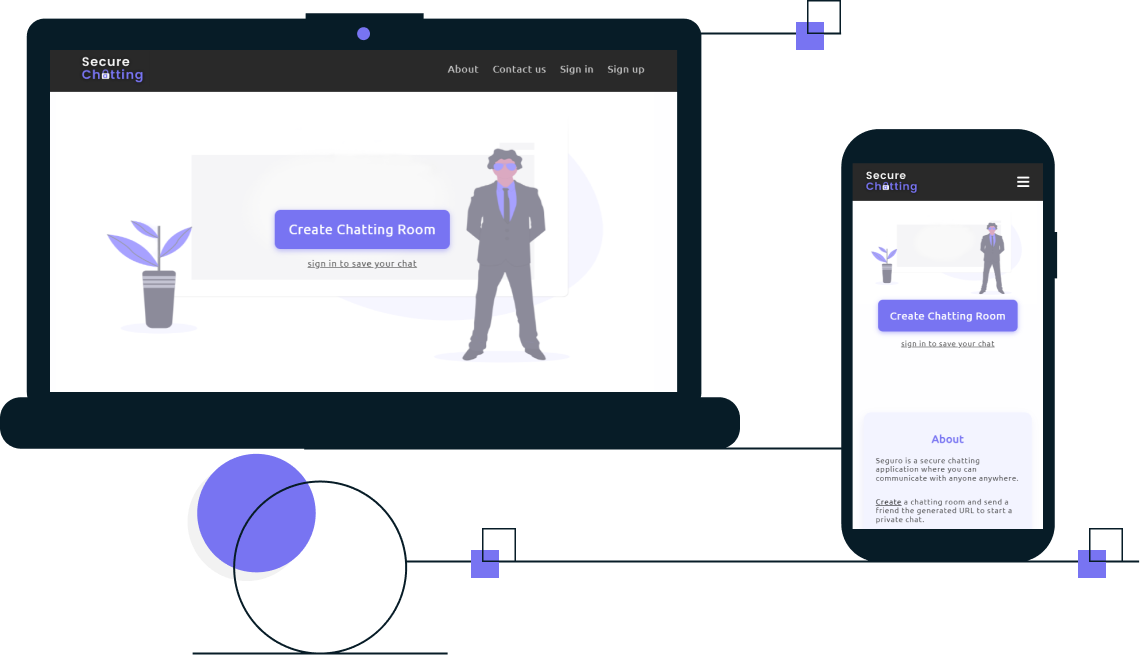 Secure
Chatting
About Contact us Sign in Sign up
Create Chatting Room
sign in to save your chat
Secure
Chatting
Create Chatting Room
sign in to save your chat
About
Seguro is a secure chatting
application where you can
communicate with anyone anywhere.
Create a chatting room and send a
friend the generated URL to start a
private chat.